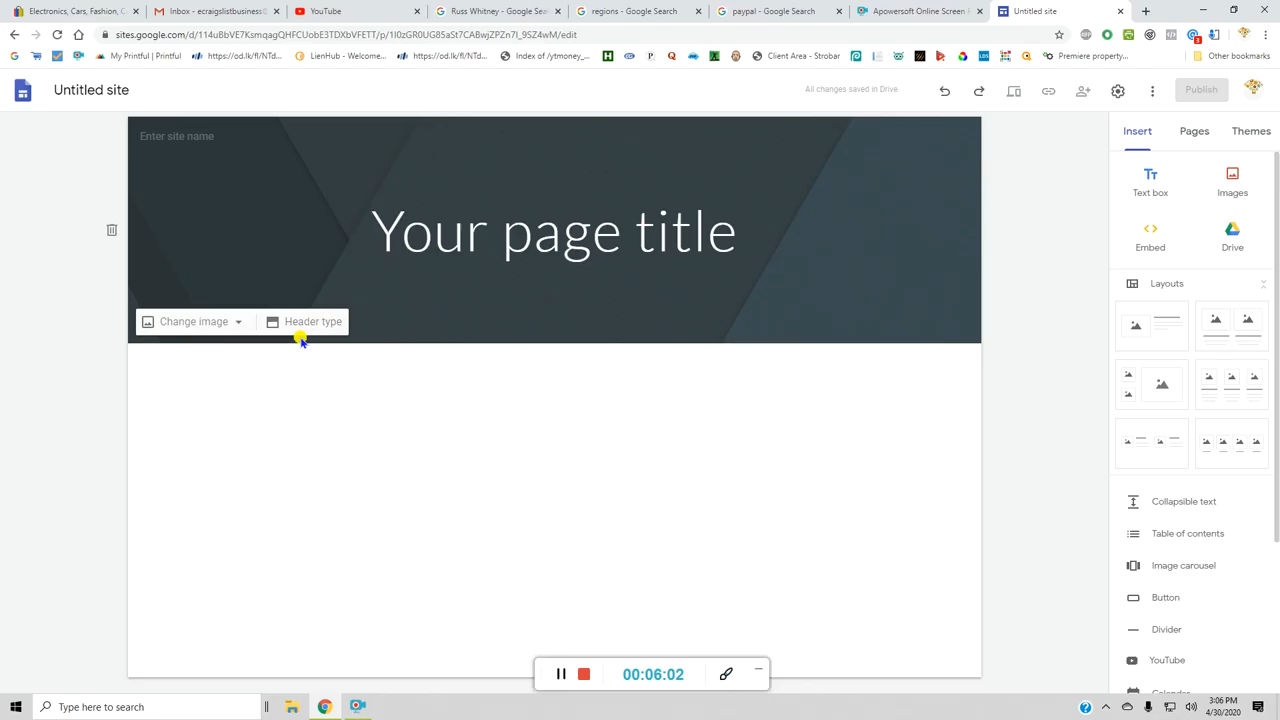 Electronics, Cars, Fashion, C
Inbox - ecraigslistbusiness@
YouTube
Russ Whitney - Google Sear
regions - Google Search
paypal - Google Search
Apowersoft Online Screen R
Untitled site
sites.google.com/d/114u8bVE7KsmqagQHFCUobE3TDXbVFETT/p/1I0zGR0UG85aSt7CABwjZPZn7l_9SZ4wM/edit
My Printful | Printful
https://od.lk/f/NTd...
LienHub - Welcome...
https://od.lk/f/NTd...
Index of /vtmoney_...
Client Area - Strobar
Premiere property...
Other bookmarks
Untitled site
All changes saved in Drive
Publish
Enter site name
Your page title
Change image
Header type
Insert
Pages
Themes
Text box
Images
Embed
Drive
Layouts
Collapsible text
Table of contents
Image carousel
Button
Divider
YouTube
Calendar
00:06:02
Type here to search
3:06 PM
4/30/2020